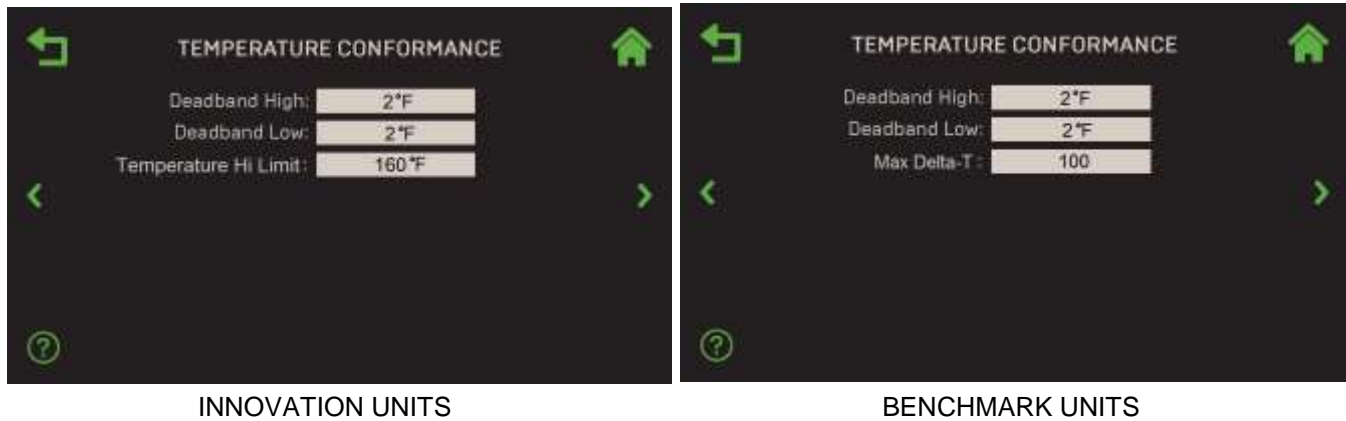 TEMPERATURE CONFORMANCE
Deadband High: 2°F
Deadband Low: 2°F
Temperature Hi Limit: 160°F
?
INNOVATION UNITS
TEMPERATURE CONFORMANCE
Deadband High: 2°F
Deadband Low: 2°F
Max Delta-T : 100
?
BENCHMARK UNITS